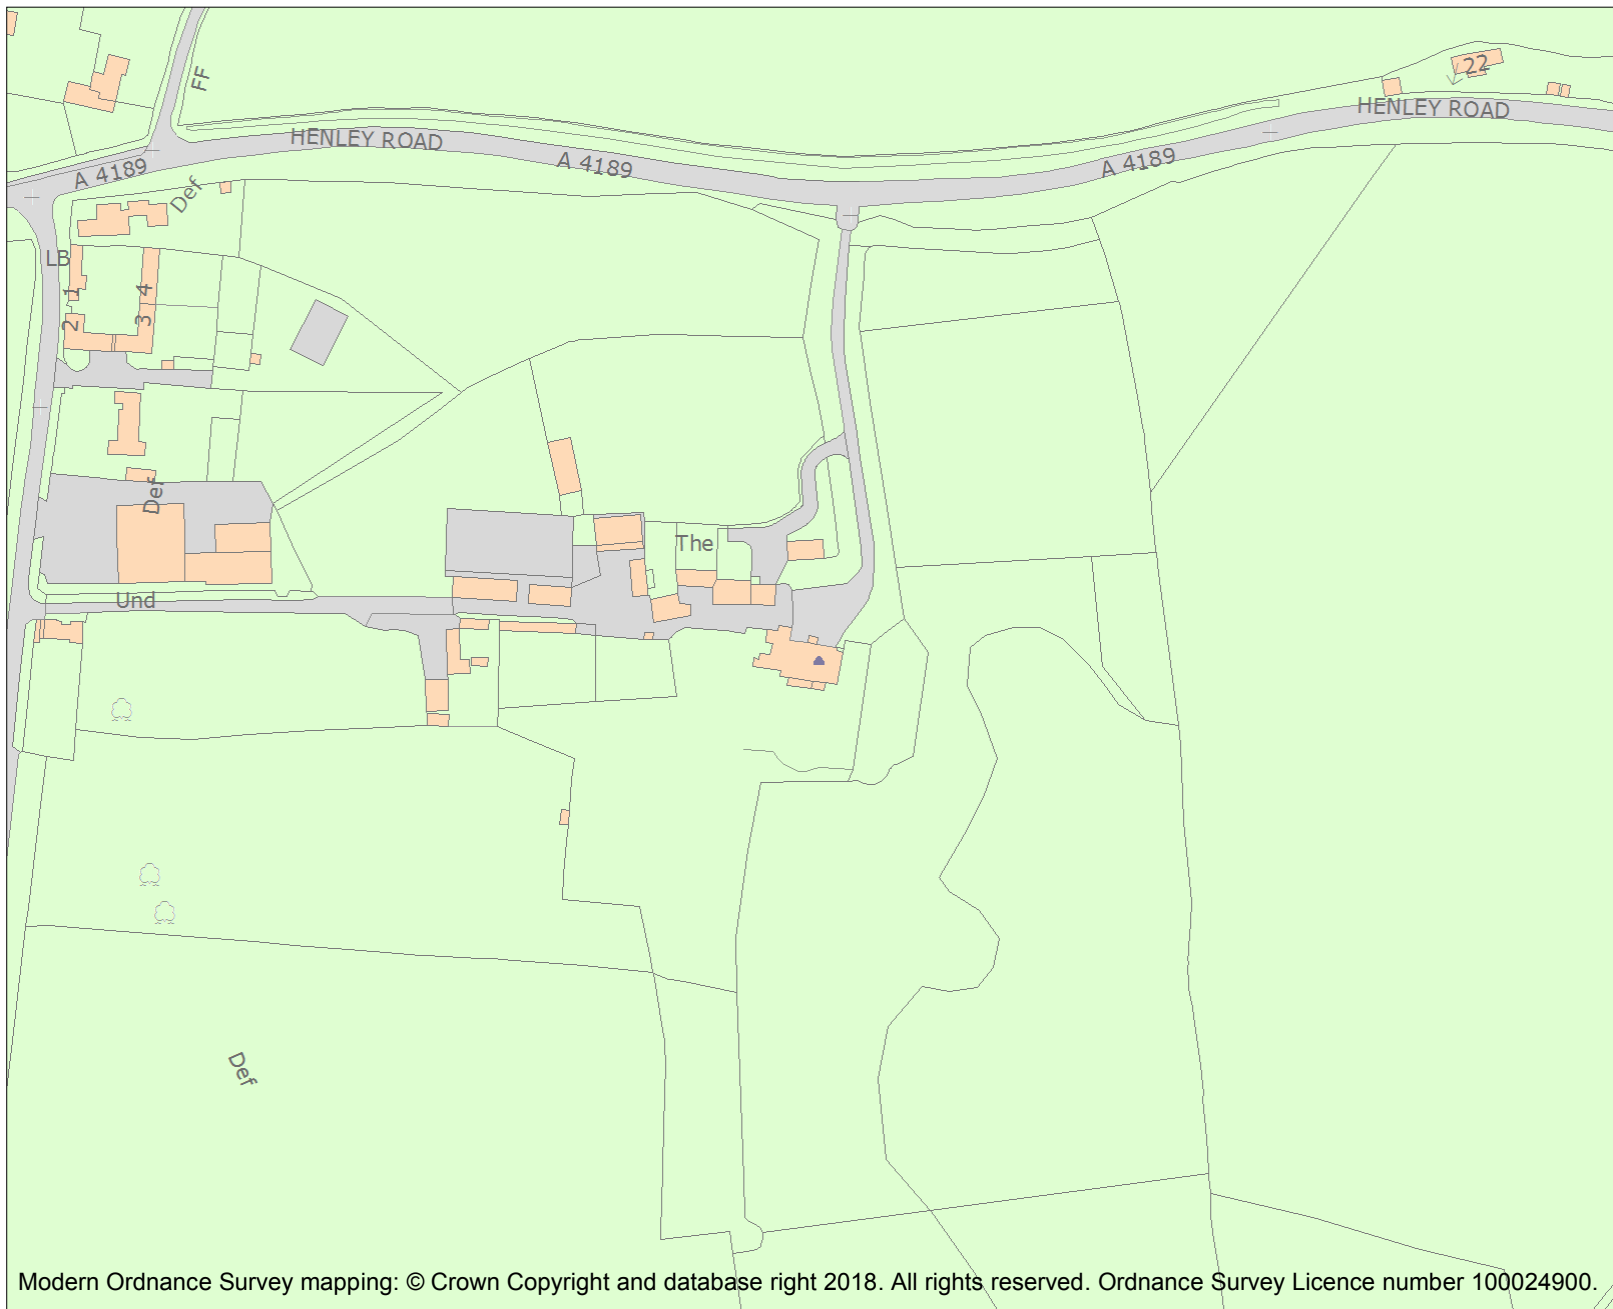 FF
22
HENLEY ROAD
HENLEY ROAD
A 4189
A 4189
A 4189
Def
LB
1
4
2
3
Def
The
Und
Def
Modern Ordnance Survey mapping: © Crown Copyright and database right 2018. All rights reserved. Ordnance Survey Licence number 100024900.